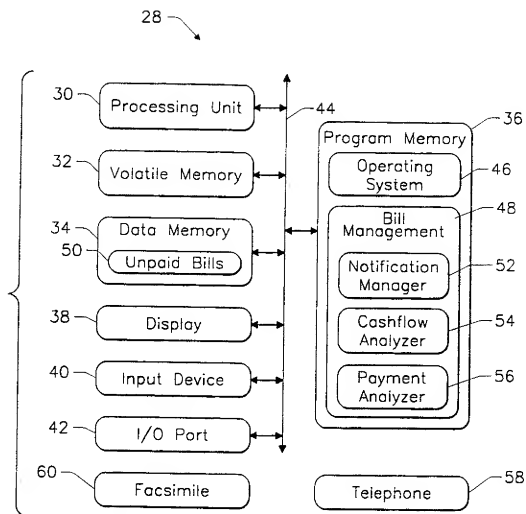 28
30
Processing Unit
44
36
Program Memory
32
Volatile Memory
Operating
System
46
34
Data Memory
50
Unpaid Bills
Bill
Management
48
Notification
Manager
52
38
Display
Cashflow
Analyzer
54
40
Input Device
Payment
Analyzer
56
42
I/O Port
60
Facsimile
Telephone
58